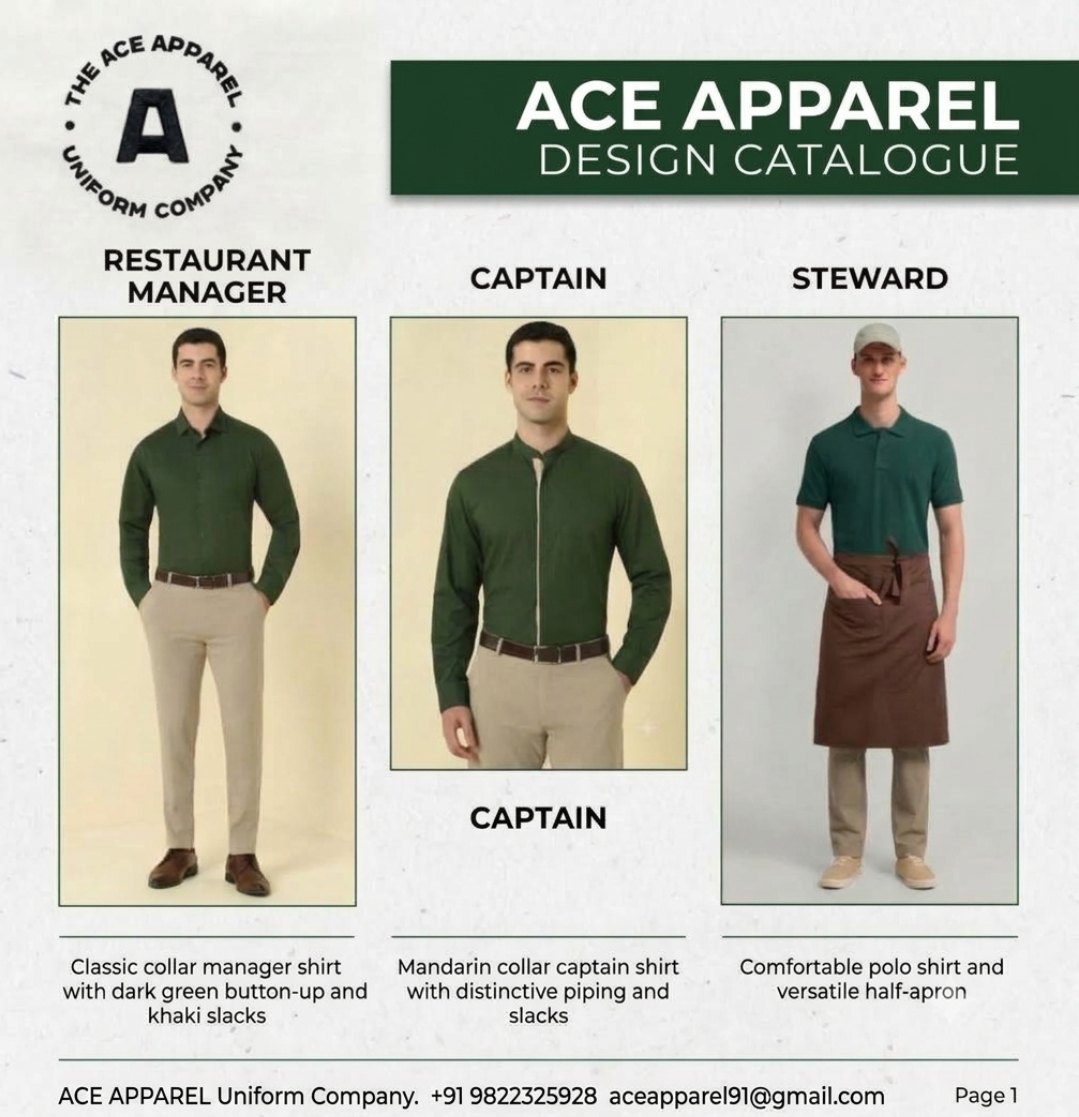 THE ACE APPAREL
A
UNIFORM COMPANY
ACE APPAREL
DESIGN CATALOGUE
RESTAURANT
MANAGER
CAPTAIN
STEWARD
CAPTAIN
Classic collar manager shirt
with dark green button-up and
khaki slacks
Mandarin collar captain shirt
with distinctive piping and
slacks
Comfortable polo shirt and
versatile half-apron
ACE APPAREL Uniform Company. +91 9822325928 aceapparel91@gmail.com
Page 1